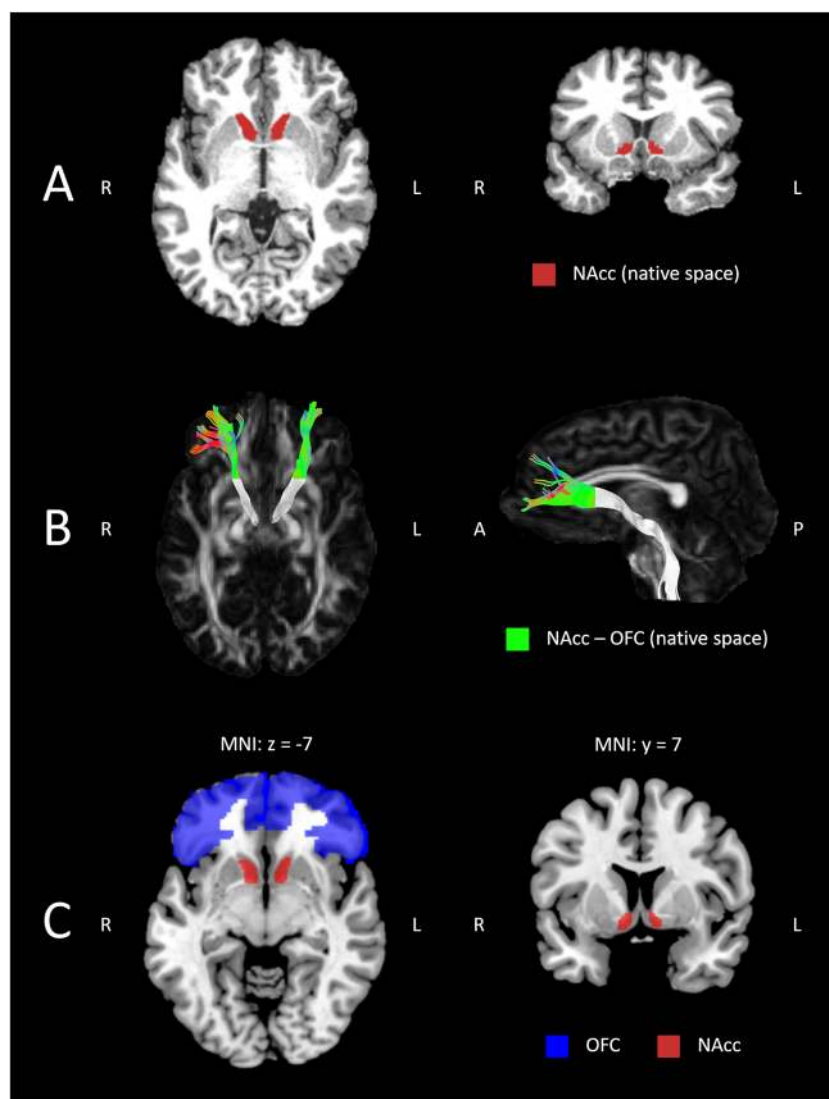 A
R
L
R
L
NAcc (native space)
B
R
L
A
P
NAcc – OFC (native space)
MNI: z = -7
MNI: y = 7
C
R
L
R
L
OFC
NAcc